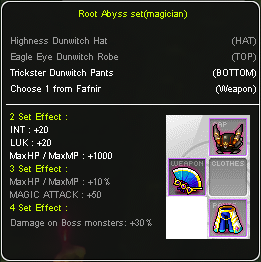 Root Abyss set(magician)
Highness Dunwitch Hat (HAT)
Eagle Eye Dunwitch Robe (TOP)
Trickster Dunwitch Pants (BOTTOM)
Choose 1 from Fafnir (Weapon)
2 Set Effect :
INT : +20
LUK : +20
MaxHP / MaxMP : +1000
3 Set Effect :
MaxHP / MaxMP : +10%
MAGIC ATTACK : +50
4 Set Effect :
Damage on Boss monsters: +30%
WEAPON
CLOTHES